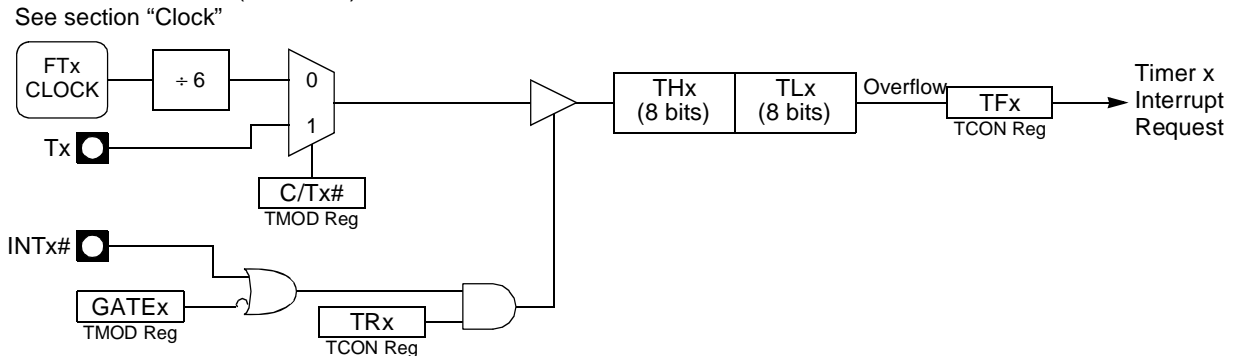 See section “Clock”
FTx
CLOCK
÷ 6
0
1
Tx
C/Tx#
TMOD Reg
THx
(8 bits)
TLx
(8 bits)
Overflow
TFx
TCON Reg
Timer x
Interrupt
Request
INTx#
GATEx
TMOD Reg
TRx
TCON Reg